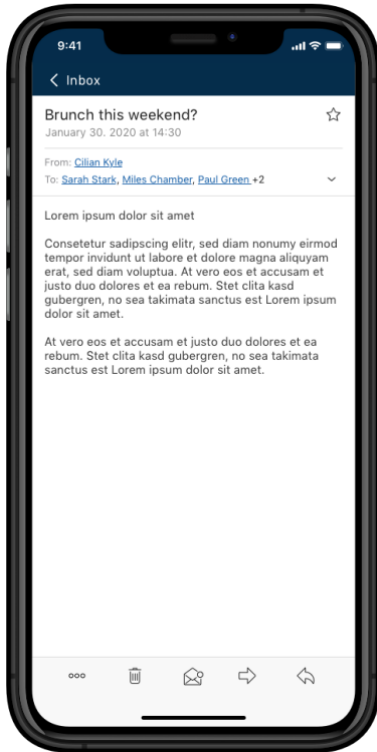 9:41
Inbox
Brunch this weekend?
January 30. 2020 at 14:30
From: Cilian Kyle
To: Sarah Stark, Miles Chamber, Paul Green +2
Lorem ipsum dolor sit amet
Consetetur sadipscing elitr, sed diam nonumy eirmod
tempor invidunt ut labore et dolore magna aliquyam
erat, sed diam voluptua. At vero eos et accusam et
justo duo dolores et ea rebum. Stet clita kasd
gubergren, no sea takimata sanctus est Lorem ipsum
dolor sit amet.
At vero eos et accusam et justo duo dolores et ea
rebum. Stet clita kasd gubergren, no sea takimata
sanctus est Lorem ipsum dolor sit amet.